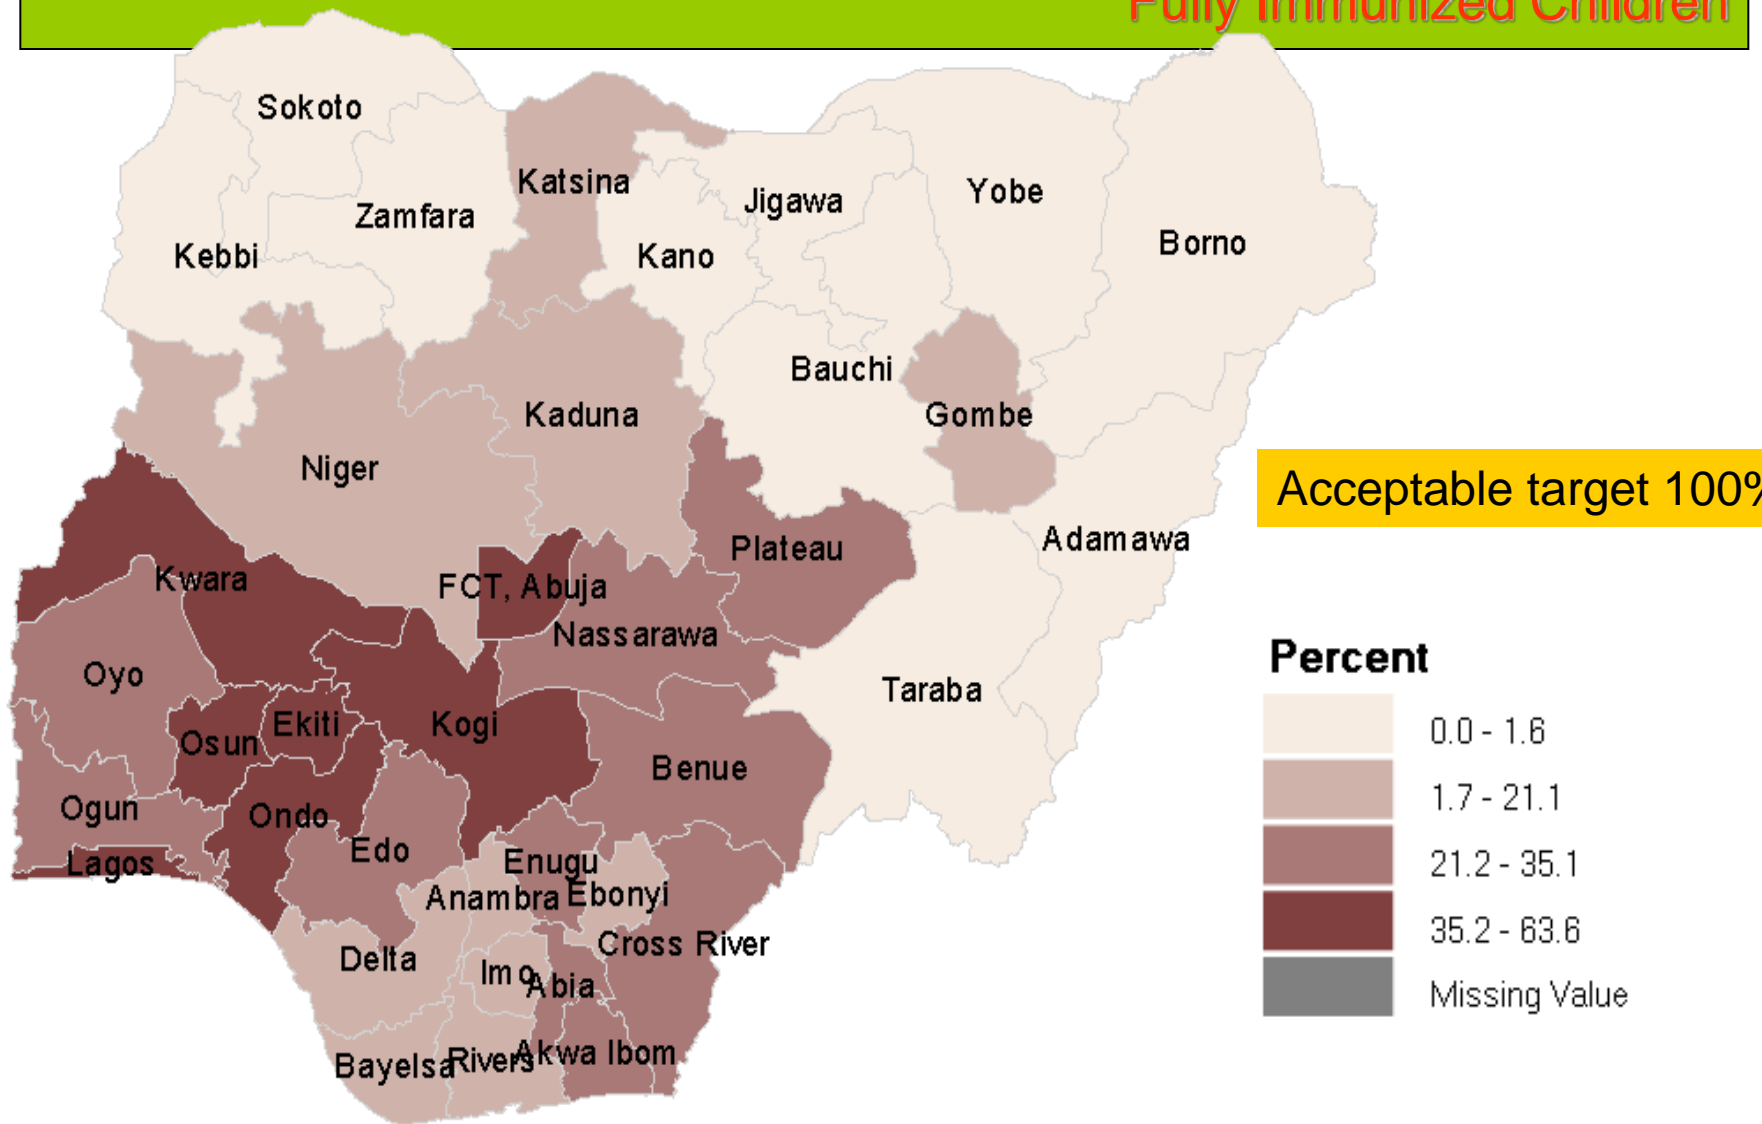 Fully Immunized Children
Sokoto
Katsina
Zamfara
Jigawa
Yobe
Kebbi
Kano
Borno
Bauchi
Kaduna
Gombe
Niger
Acceptable target 100%
Plateau
Adamawa
Kwara
FCT, Abuja
Nassarawa
Oyo
Taraba
Osun
Ekiti
Kogi
Benue
Ogun
Ondo
Lagos
Edo
Enugu
Anambra
Ebonyi
Cross River
Delta
Imo
Abia
Bayelsa
Rivers
Akwa Ibom
Percent
0.0 - 1.6
1.7 - 21.1
21.2 - 35.1
35.2 - 63.6
Missing Value